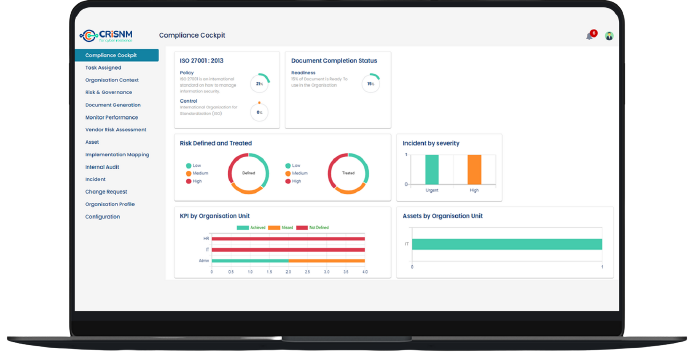 CRiSNM
Compliance Cockpit
Compliance Cockpit
Task Assigned
Organisation Context
Risk & Governance
Document Generation
Monitor Performance
Vendor Risk Assessment
Asset
Implementation Mapping
Internal Audit
Incident
Change Request
Organisation Profile
Configuration
ISO 27001 : 2013
Policy
ISO 27001 is an international
standard on how to manage
information security.
Control
International Organisation for
Standardization (ISO)
0%
Document Completion Status
Readiness
of Document is Ready To
use in the Organisation
Risk Defined and Treated
Low
Medium
High
Defined
Low
Medium
High
Treated
Incident by severity
1
0
Urgent
High
KPI by Organisation Unit
Achieved
Missed
Not Defined
HR
IT
Admin
0 0.5 1.0 1.5 2.0 2.5 3.0 3.5 4.0
Assets by Organisation Unit
IT
0 1